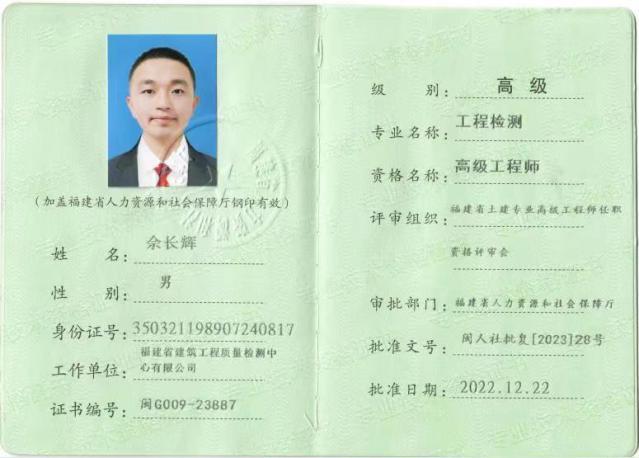 (加盖福建省人力资源和社会保障厅钢印有效)
姓 名: 余长辉
性 别: 男
身份证号: 350321198907240817
工作单位: 福建省建筑工程质量检测中
心有限公司
证书编号: 闽G009-23887
级 别: 高 级
专业名称: 工程检测
资格名称: 高级工程师
评审组织: 福建省土建专业高级工程师任职
资格评审会
审批部门: 福建省人力资源和社会保障厅
批准文号: 闽人社批复[2023]28号
批准日期: 2022.12.22